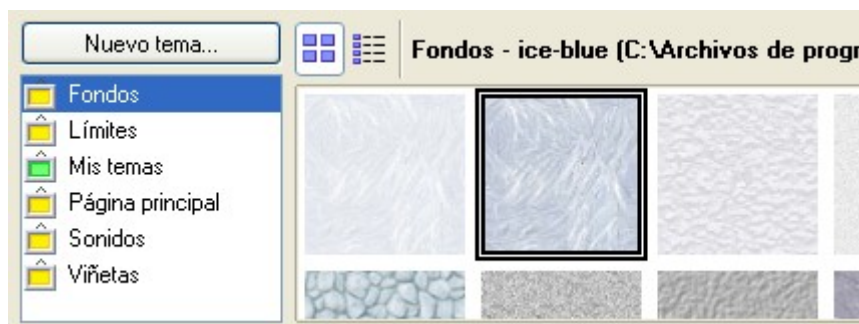 Nuevo tema...
Fondos - ice-blue (C:\Archivos de progr
Fondos
Límites
Mis temas
Página principal
Sonidos
Viñetas